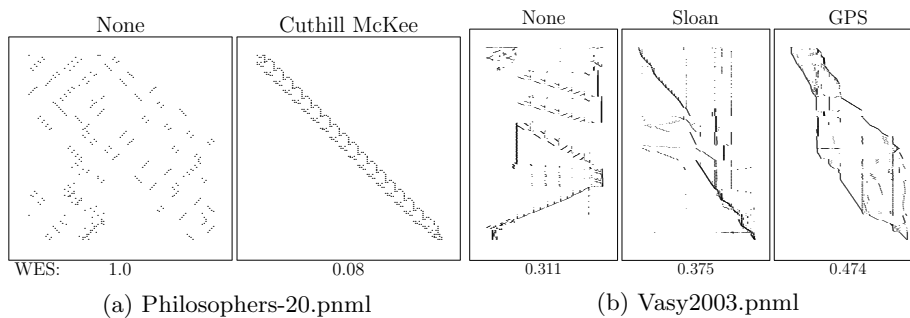 None
Cuthill McKee
WES:
1.0
0.08
(a) Philosophers-20.pnml
None
Sloan
GPS
0.311
0.375
0.474
(b) Vasy2003.pnml